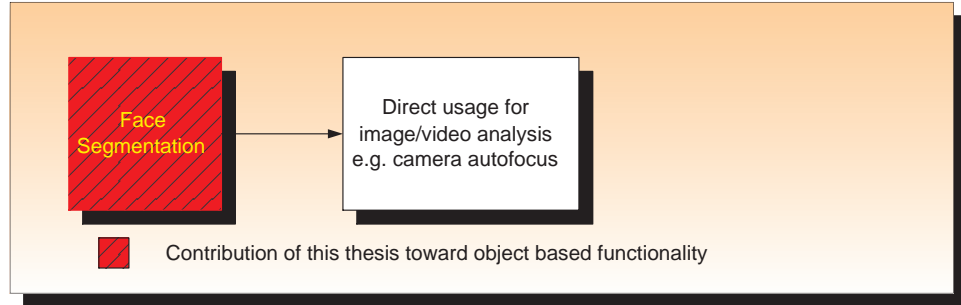 Face
Segmentation
Direct usage for
image/video analysis
e.g. camera autofocus
Contribution of this thesis toward object based functionality